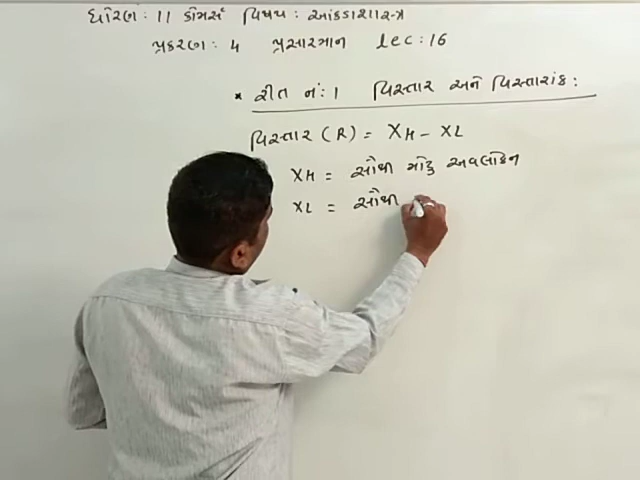 ધોરણ: 11 કોમર્સ વિષય: આંકડાશાસ્ત્ર
પ્રકરણ: 4 પ્રસારમાન lec: 16
* રીત નં: 1 વિસ્તાર અને વિસ્તારાંક:
વિસ્તાર (R) = XH - XL
XH = સૌથી મોટુ અવલોકન
XL = સૌથી